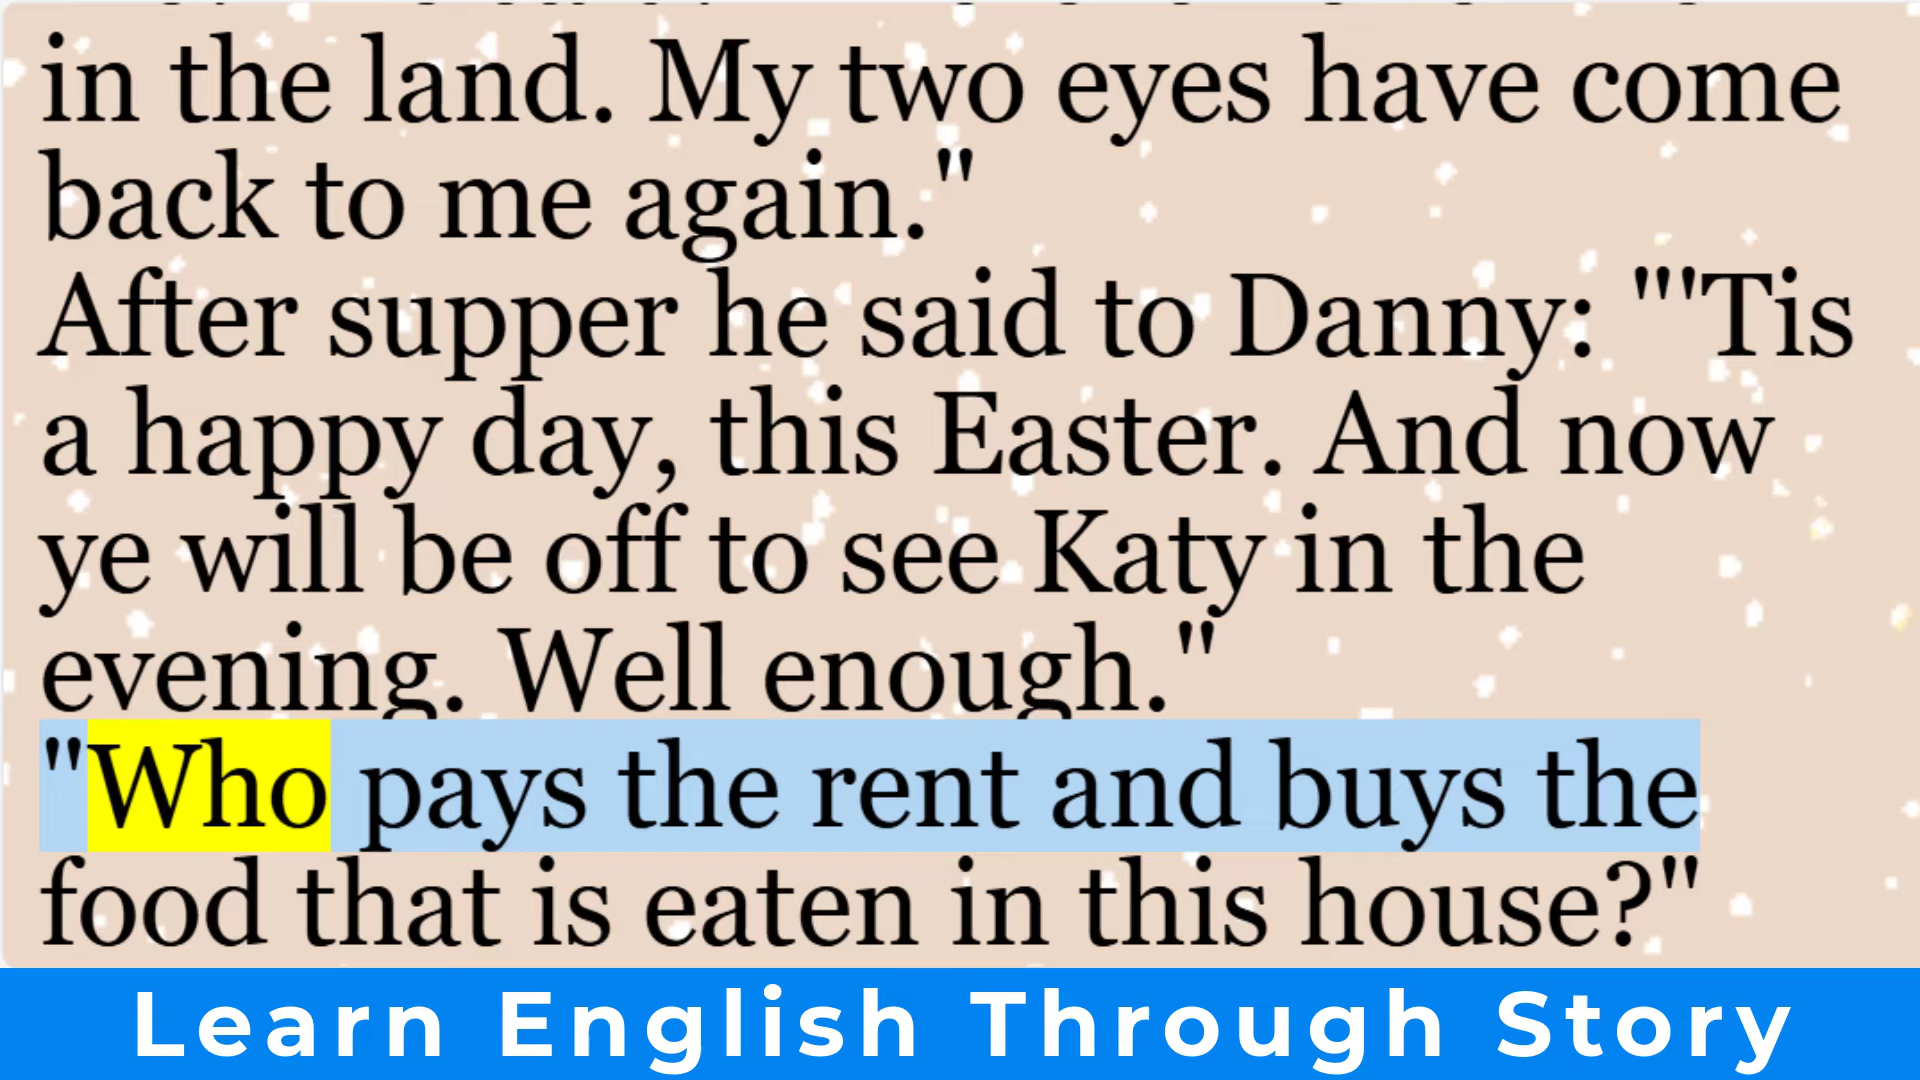 in the land. My two eyes have come
back to me again."
After supper he said to Danny: "'Tis
a happy day, this Easter. And now
ye will be off to see Katy in the
evening. Well enough."
"Who pays the rent and buys the
food that is eaten in this house?"
Learn English Through Story